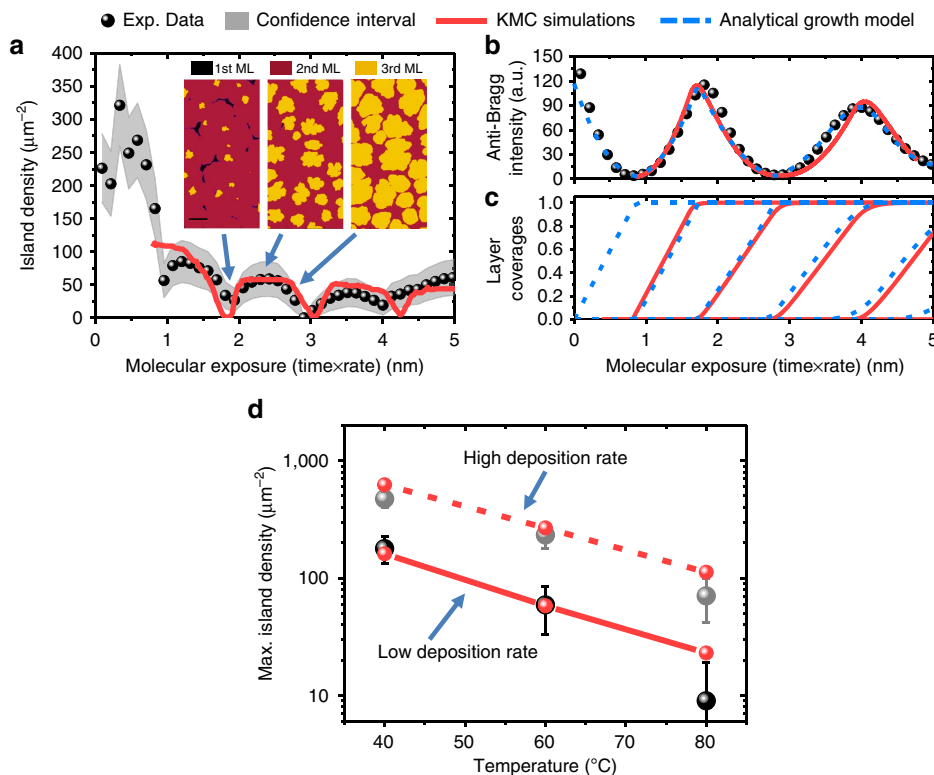 Exp. Data Confidence interval KMC simulations Analytical growth model
a
400
350
300
250
200
150
100
50
0
Island density (μm⁻²)
1st ML 2nd ML 3rd ML
0 1 2 3 4 5
Molecular exposure (time×rate) (nm)
b
150
120
90
60
30
0
Anti-Bragg
intensity (a.u.)
c
1.0
0.8
0.6
0.4
0.2
0.0
Layer
coverages
0 1 2 3 4 5
Molecular exposure (time×rate) (nm)
d
1,000
100
10
Max. island density (μm⁻²)
High deposition rate
Low deposition rate
40 50 60 70 80
Temperature (°C)